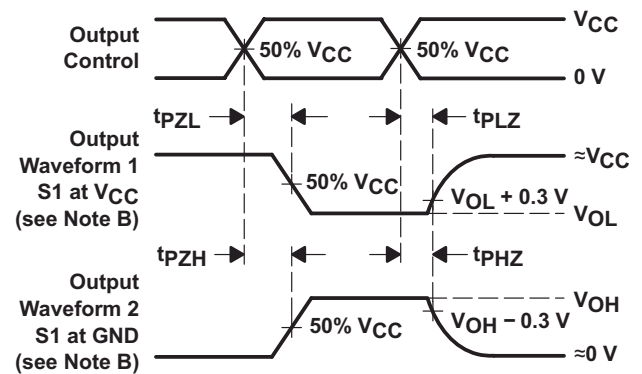 Output
Control
50% VCC
50% VCC
VCC
0 V
tPZL
tPLZ
Output
Waveform 1
S1 at VCC
(see Note B)
50% VCC
≈VCC
VOL + 0.3 V
VOL
tPZH
tPHZ
Output
Waveform 2
S1 at GND
(see Note B)
50% VCC
VOH
VOH − 0.3 V
≈0 V